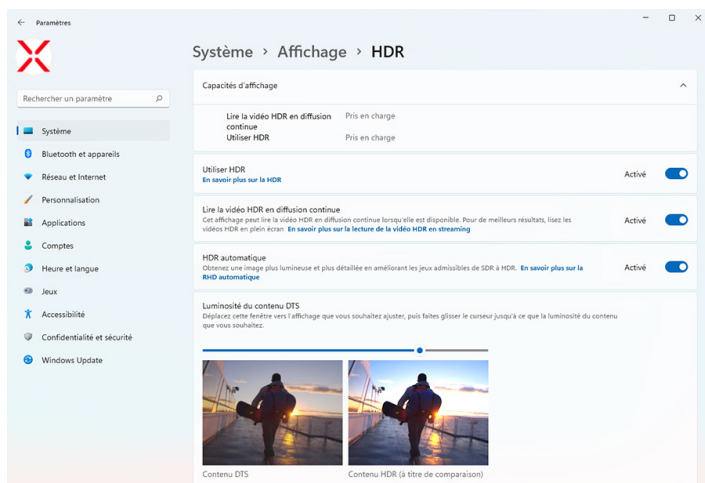 Paramètres
Système > Affichage > HDR
Rechercher un paramètre
Système
Bluetooth et appareils
Réseau et Internet
Personnalisation
Applications
Comptes
Heure et langue
Jeux
Accessibilité
Confidentialité et sécurité
Windows Update
Capacités d'affichage
Lire la vidéo HDR en diffusion continue Pris en charge
Utiliser HDR Pris en charge
Utiliser HDR
En savoir plus sur la HDR
Activé
Lire la vidéo HDR en diffusion continue
Cet affichage peut lire la vidéo HDR en diffusion continue lorsqu'elle est disponible. Pour de meilleurs résultats, lisez les
vidéos HDR en plein écran En savoir plus sur la lecture de la vidéo HDR en streaming
Activé
HDR automatique
Obtenez une image plus lumineuse et plus détaillée en améliorant les jeux admissibles de SDR à HDR. En savoir plus sur la
RHD automatique
Activé
Luminosité du contenu DTS
Déplacez cette fenêtre vers l'affichage que vous souhaitez ajuster, puis faites glisser le curseur jusqu'à ce que la luminosité du contenu
que vous souhaitez.
Contenu DTS
Contenu HDR (à titre de comparaison)